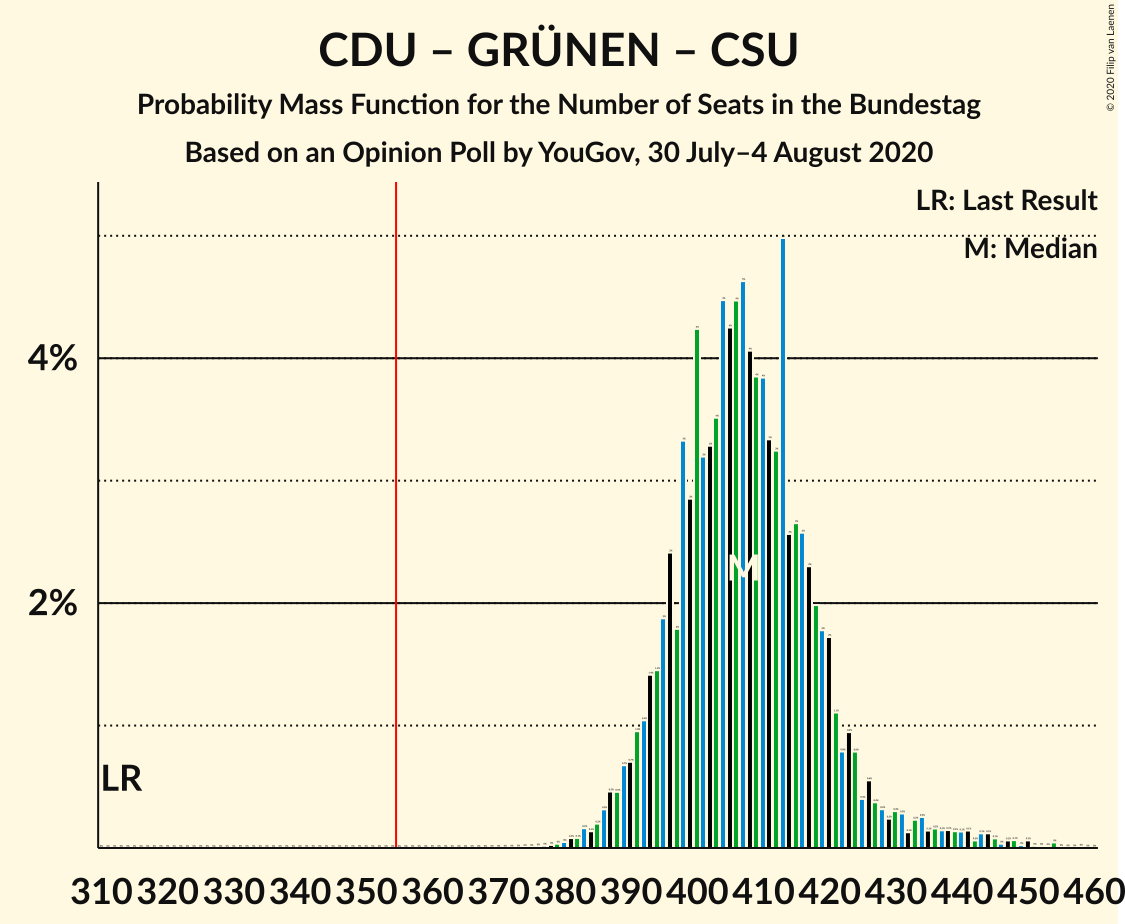 CDU – GRÜNEN – CSU
Probability Mass Function for the Number of Seats in the Bundestag
Based on an Opinion Poll by YouGov, 30 July–4 August 2020
© 2020 Filip van Laenen
LR: Last Result
M: Median
4%
2%
M
LR
310 320 330 340 350 360 370 380 390 400 410 420 430 440 450 460